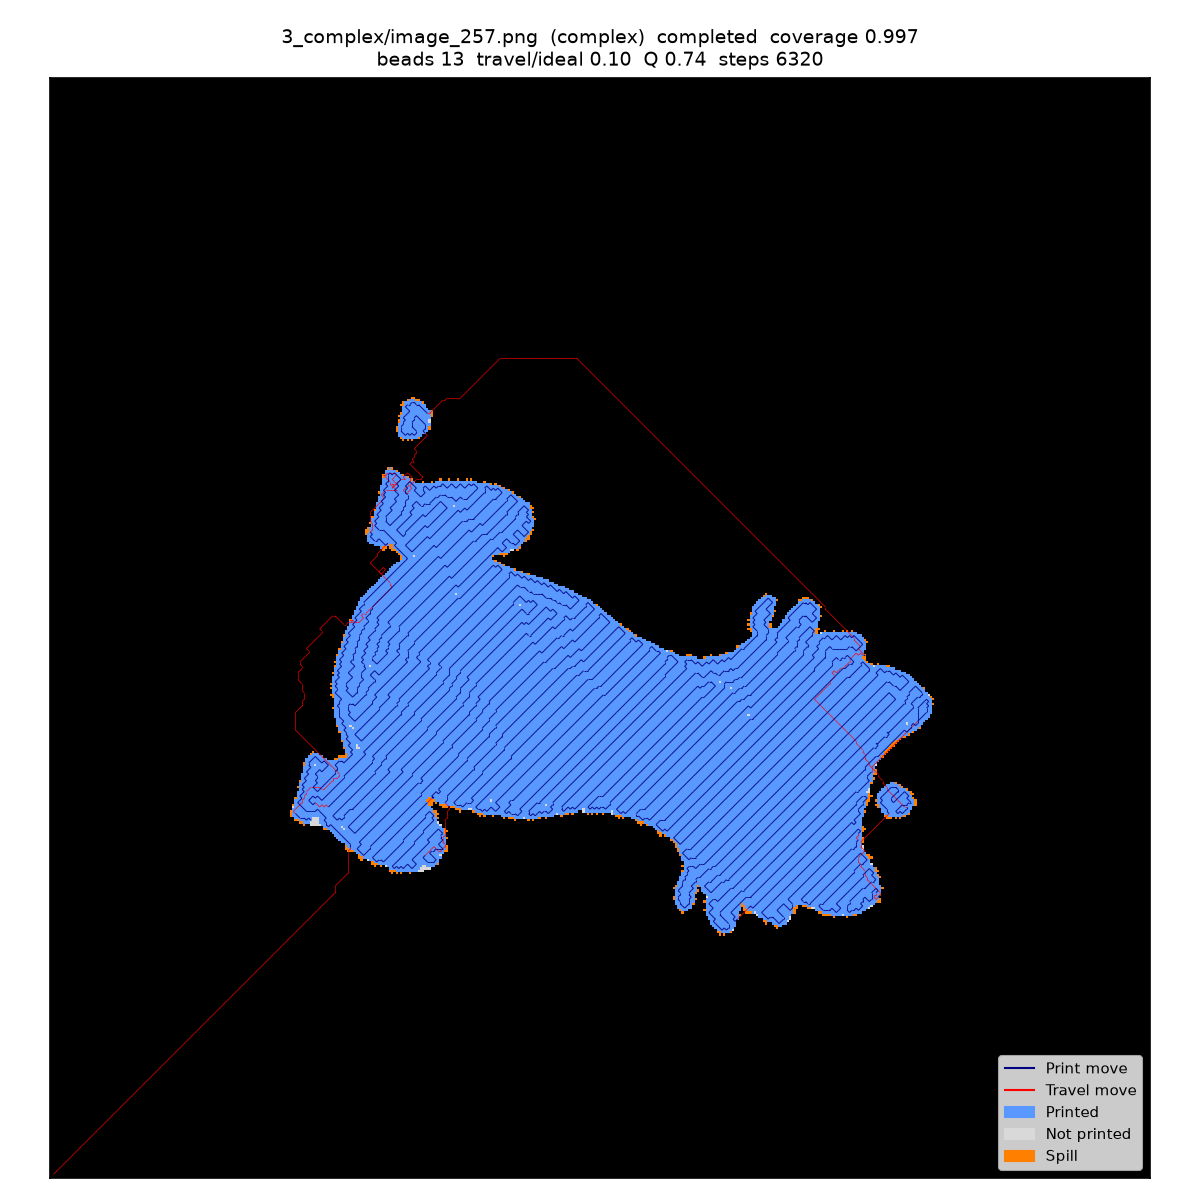 3_complex/image_257.png  (complex)  completed  coverage 0.997
beads 13  travel/ideal 0.10  Q 0.74  steps 6320
Print move
Travel move
Printed
Not printed
Spill